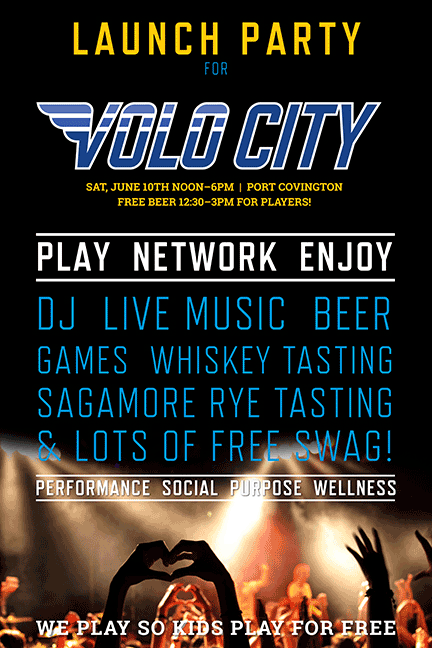 LAUNCH PARTY
FOR
VOLO CITY
SAT, JUNE 10TH NOON–6PM | PORT COVINGTON
FREE BEER 12:30–3PM FOR PLAYERS!
PLAY NETWORK ENJOY
DJ LIVE MUSIC BEER
GAMES WHISKEY TASTING
SAGAMORE RYE TASTING
& LOTS OF FREE SWAG!
PERFORMANCE SOCIAL PURPOSE WELLNESS
WE PLAY SO KIDS PLAY FOR FREE